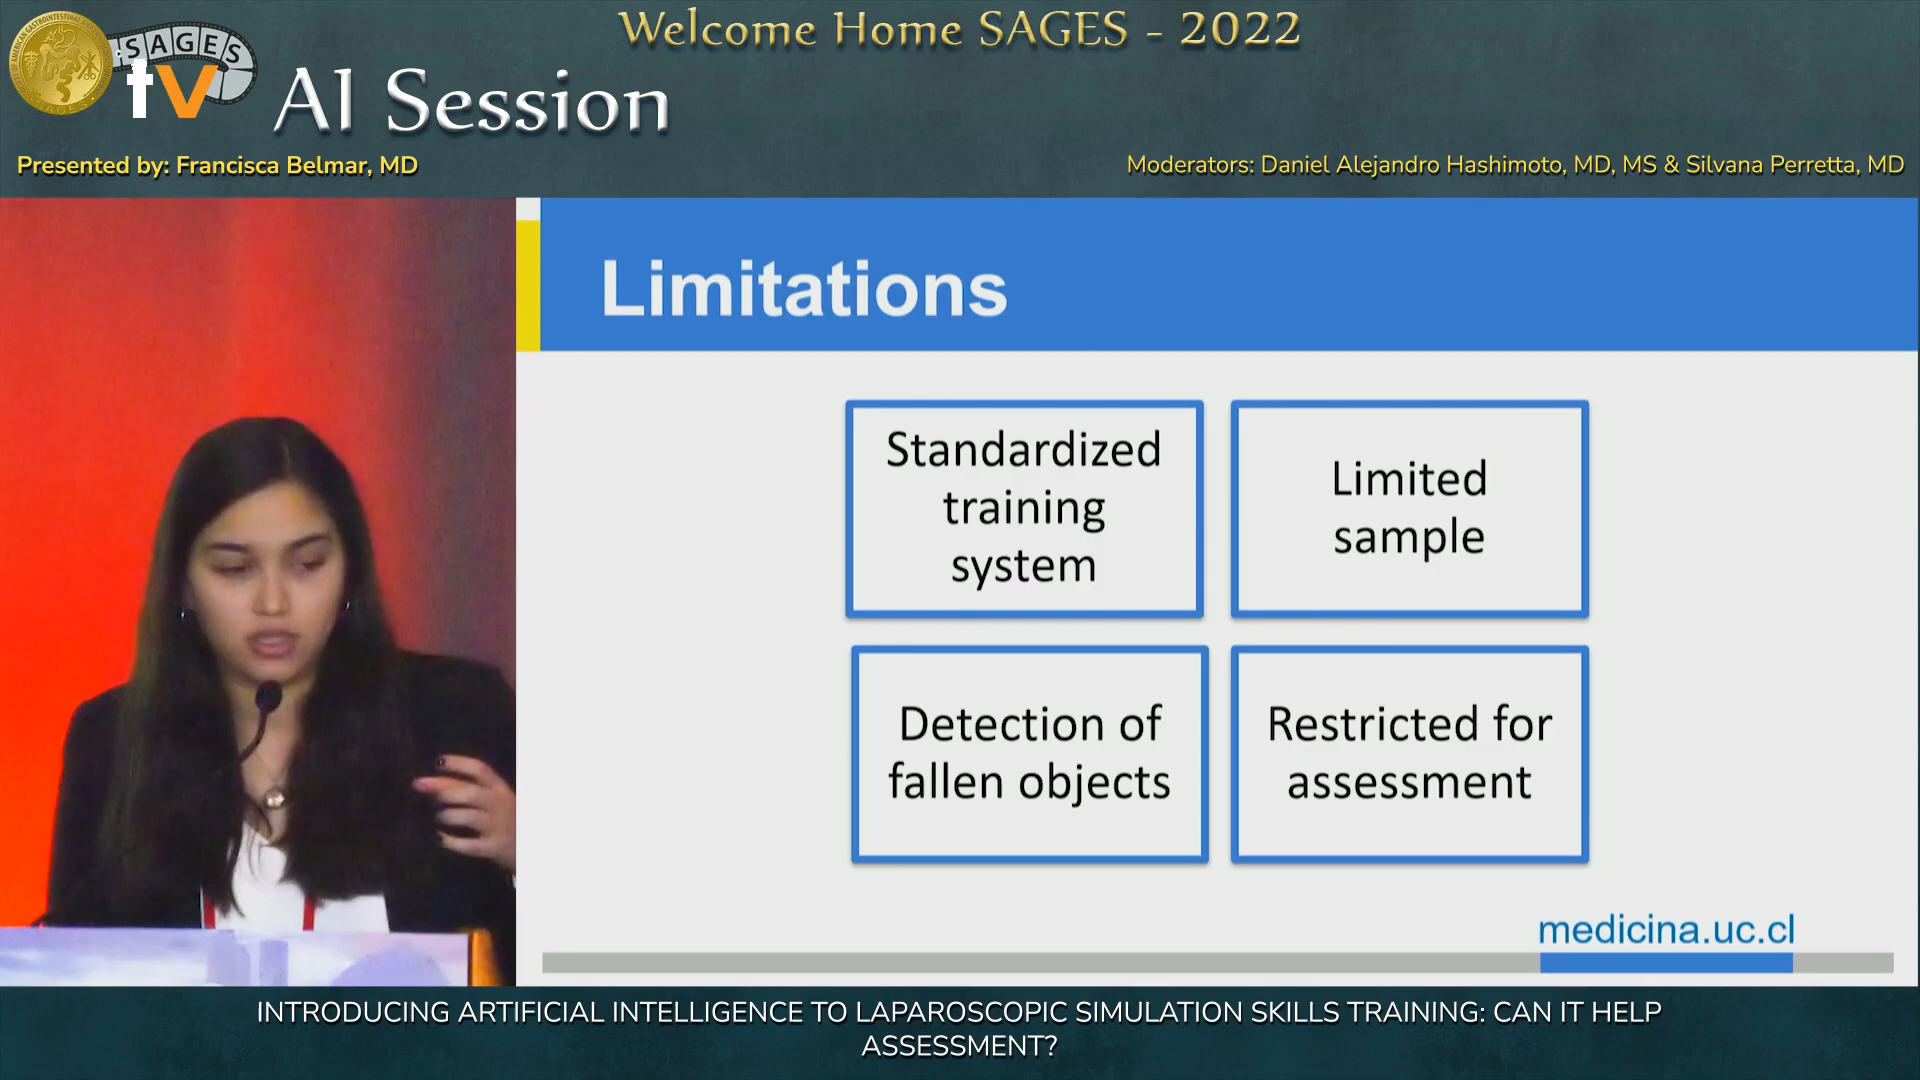 Welcome Home SAGES - 2022
SAGES
tv
AI Session
Presented by: Francisca Belmar, MD
Moderators: Daniel Alejandro Hashimoto, MD, MS & Silvana Perretta, MD
Limitations
Standardized
training
system
Limited
sample
Detection of
fallen objects
Restricted for
assessment
medicina.uc.cl
INTRODUCING ARTIFICIAL INTELLIGENCE TO LAPAROSCOPIC SIMULATION SKILLS TRAINING: CAN IT HELP
ASSESSMENT?